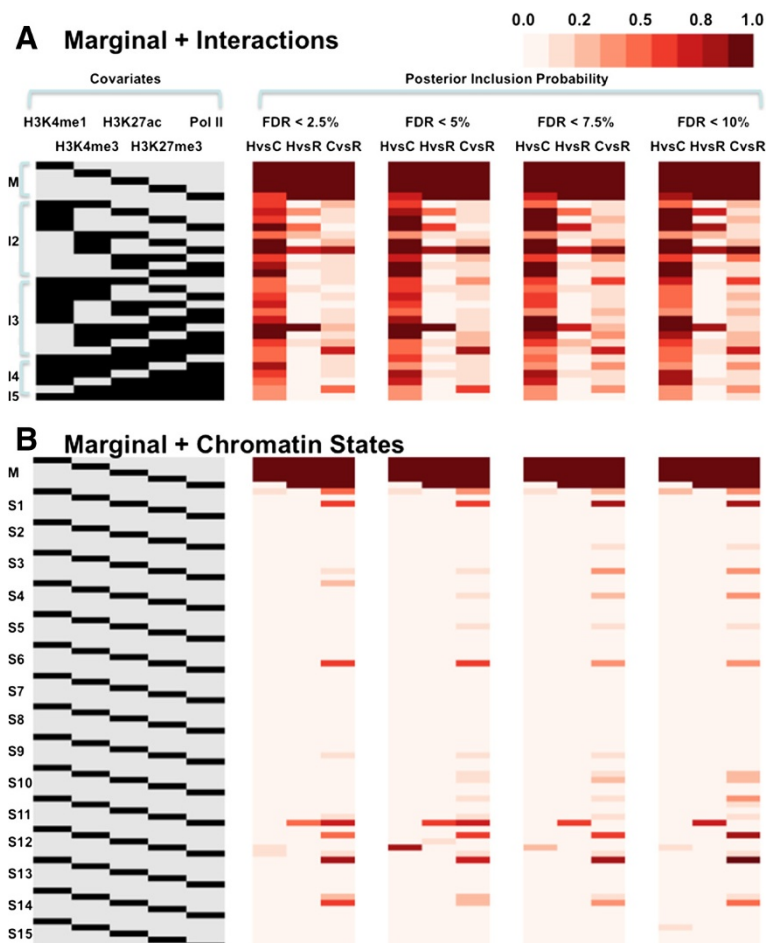 A Marginal + Interactions
0.0 0.2 0.5 0.8 1.0
Covariates
Posterior Inclusion Probability
H3K4me1 H3K27ac Pol II
H3K4me3 H3K27me3
FDR < 2.5% FDR < 5% FDR < 7.5% FDR < 10%
HvsC HvsR CvsR HvsC HvsR CvsR HvsC HvsR CvsR HvsC HvsR CvsR
M
I2
I3
I4
I5
B Marginal + Chromatin States
M
S1
S2
S3
S4
S5
S6
S7
S8
S9
S10
S11
S12
S13
S14
S15